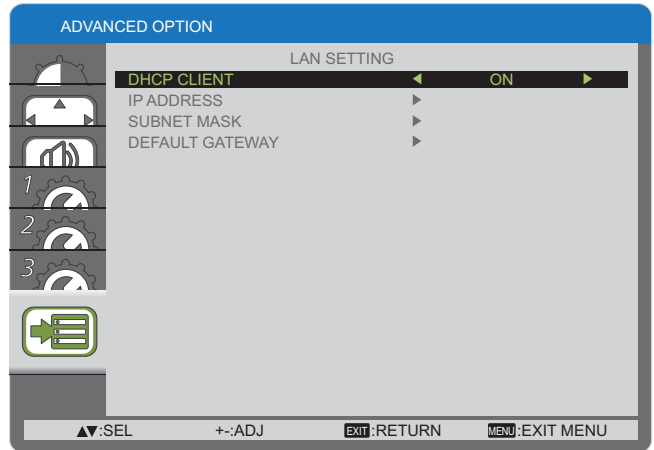 ADVANCED OPTION
LAN SETTING
DHCP CLIENT ON
IP ADDRESS
SUBNET MASK
DEFAULT GATEWAY
1
2
3
▲▼:SEL +-:ADJ EXIT:RETURN MENU:EXIT MENU